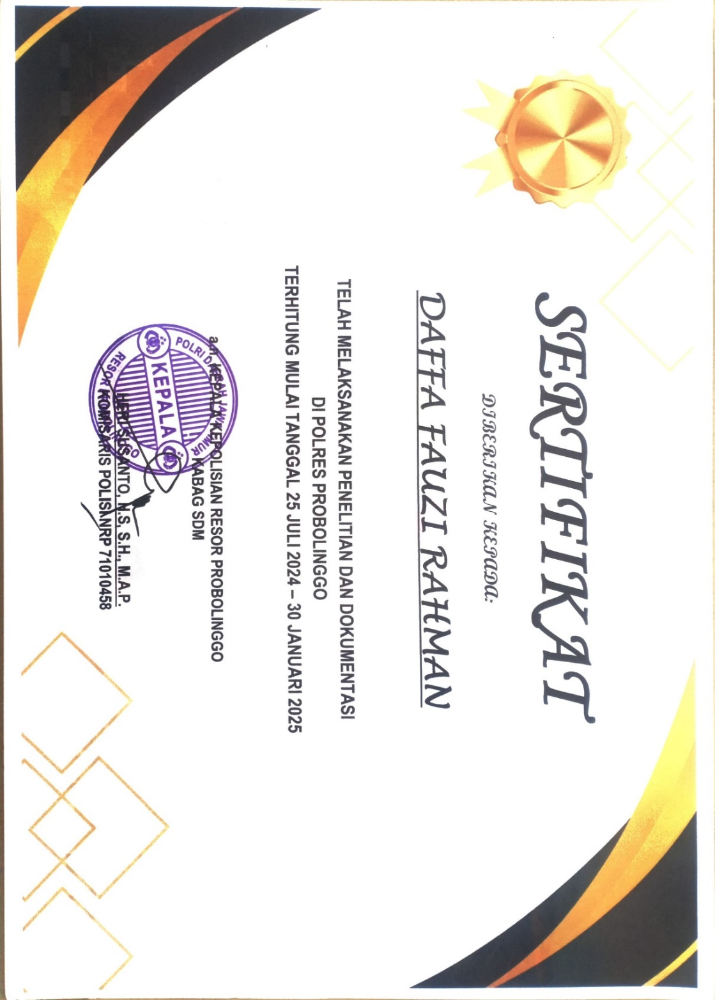 SERTIFIKAT
DIBERIKAN KEPADA:
DAFFA FAUZI RAHMAN
TELAH MELAKSANAKAN PENELITIAN DAN DOKUMENTASI
DI POLRES PROBOLINGGO
TERHITUNG MULAI TANGGAL 25 JULI 2024 – 30 JANUARI 2025
a.n KEPALA KEPOLISIAN RESOR PROBOLINGGO
KABAG SDM
POLRI DAERAH JAWA TIMUR
KEPALA
RESOR PROBOLINGGO
HERI SUSANTO, N.S, S.H., M.A.P.
KOMISARIS POLISI NRP 71010458